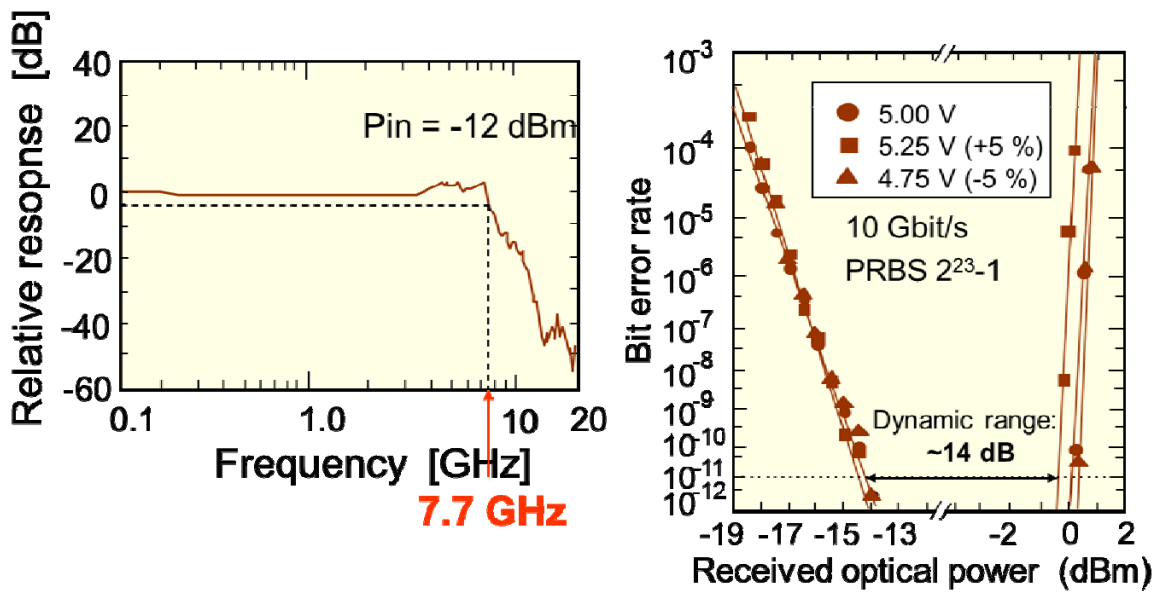 Relative resopnse [dB]
40
20
0
-20
-40
-60
Pin = -12 dBm
0.1
1.0
10
20
Frequency [GHz]
7.7 GHz
Bit error rate
10-3
10-4
10-5
10-6
10-7
10-8
10-9
10-10
10-11
10-12
5.00 V
5.25 V (+5 %)
4.75 V (-5 %)
10 Gbit/s
PRBS 2²³-1
Dynamic range:
~14 dB
-19
-17
-15
-13
-2
0
2
Received optical power (dBm)